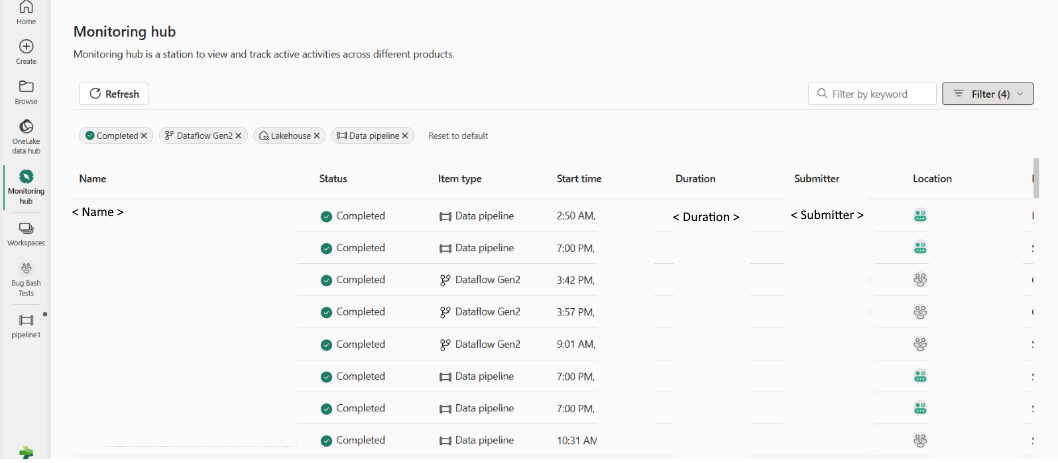 Home
Create
Browse
OneLake
data hub
Monitoring
hub
Workspaces
Bug Bash
Tests
pipeline1
Monitoring hub
Monitoring hub is a station to view and track active activities across different products.
Refresh
Filter by keyword
Filter (4)
Completed Dataflow Gen2 Lakehouse Data pipeline Reset to default
Name Status Item type Start time Duration Submitter Location
< Name > Completed Data pipeline 2:50 AM, < Duration > < Submitter >
Completed Data pipeline 7:00 PM,
Completed Dataflow Gen2 3:42 PM,
Completed Dataflow Gen2 3:57 PM,
Completed Dataflow Gen2 9:01 AM,
Completed Data pipeline 7:00 PM,
Completed Data pipeline 7:00 PM,
Completed Data pipeline 10:31 AM